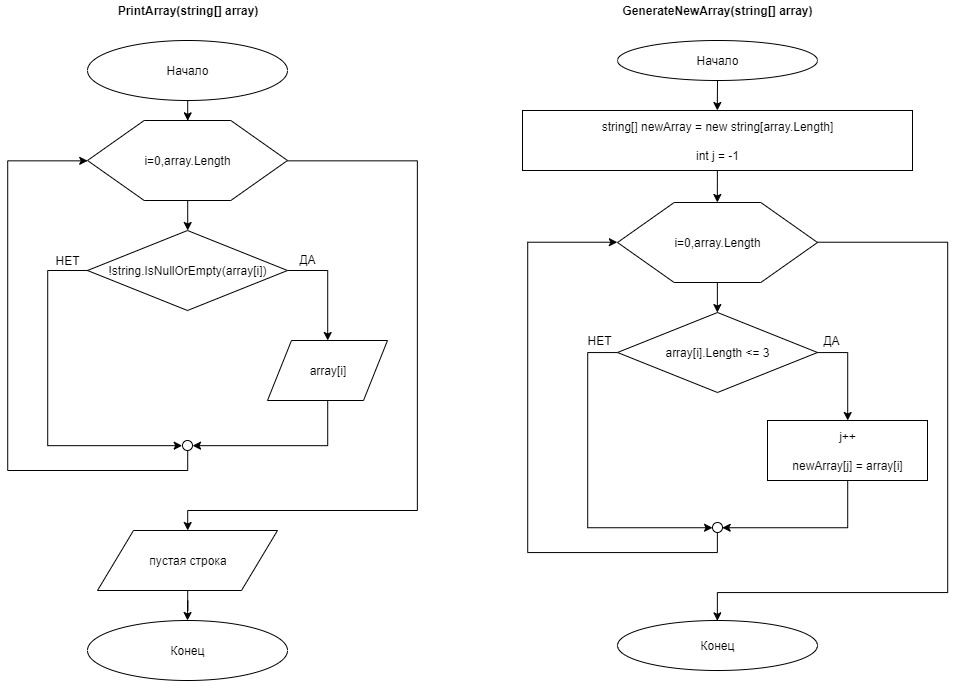 PrintArray(string[] array)
Начало
i=0,array.Length
!string.IsNullOrEmpty(array[i])
НЕТ
ДА
array[i]
пустая строка
Конец
GenerateNewArray(string[] array)
Начало
string[] newArray = new string[array.Length]
int j = -1
i=0,array.Length
array[i].Length <= 3
НЕТ
ДА
j++
newArray[j] = array[i]
Конец